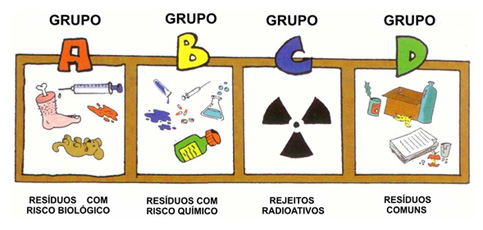 GRUPO GRUPO GRUPO GRUPO
A B C D
RESÍDUOS COM RISCO BIOLÓGICO
RESÍDUOS COM RISCO QUÍMICO
REJEITOS RADIOATIVOS
RESÍDUOS COMUNS